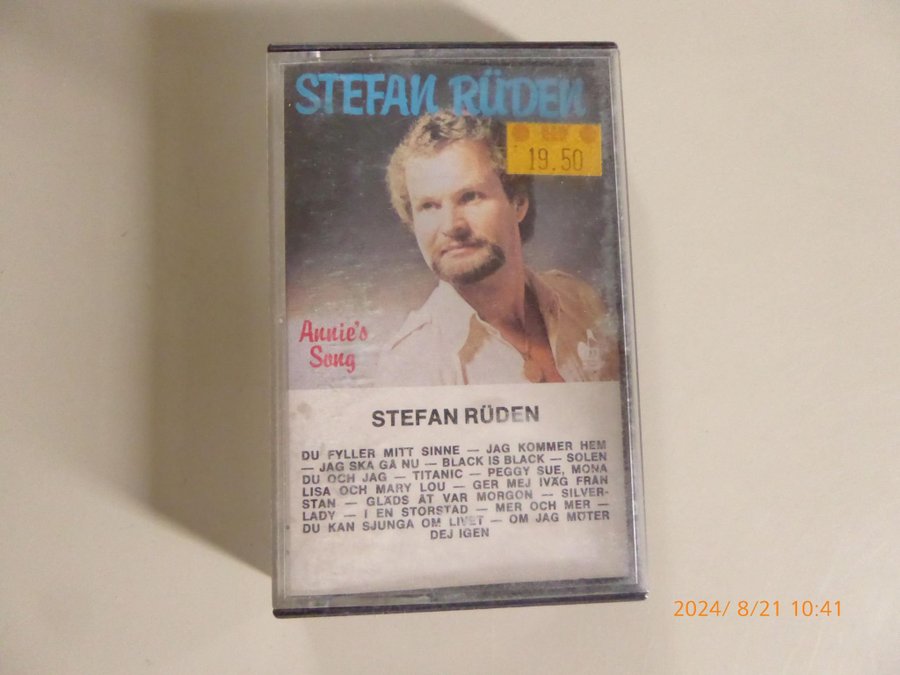 STEFAN RÜDEN
19.50
Annie's
Song
STEFAN RÜDEN
DU FYLLER MITT SINNE — JAG KOMMER HEM
— JAG SKA GÅ NU — BLACK IS BLACK — SOLEN
DU OCH JAG — TITANIC — PEGGY SUE, MONA
LISA OCH MARY LOU — GER MEJ IVÄG FRÅN
STAN — GLÄDS ÅT VAR MORGON — SILVER-
LADY — I EN STORSTAD — MER OCH MER —
DU KAN SJUNGA OM LIVET — OM JAG MÖTER
DEJ IGEN
2024/ 8/21 10:41